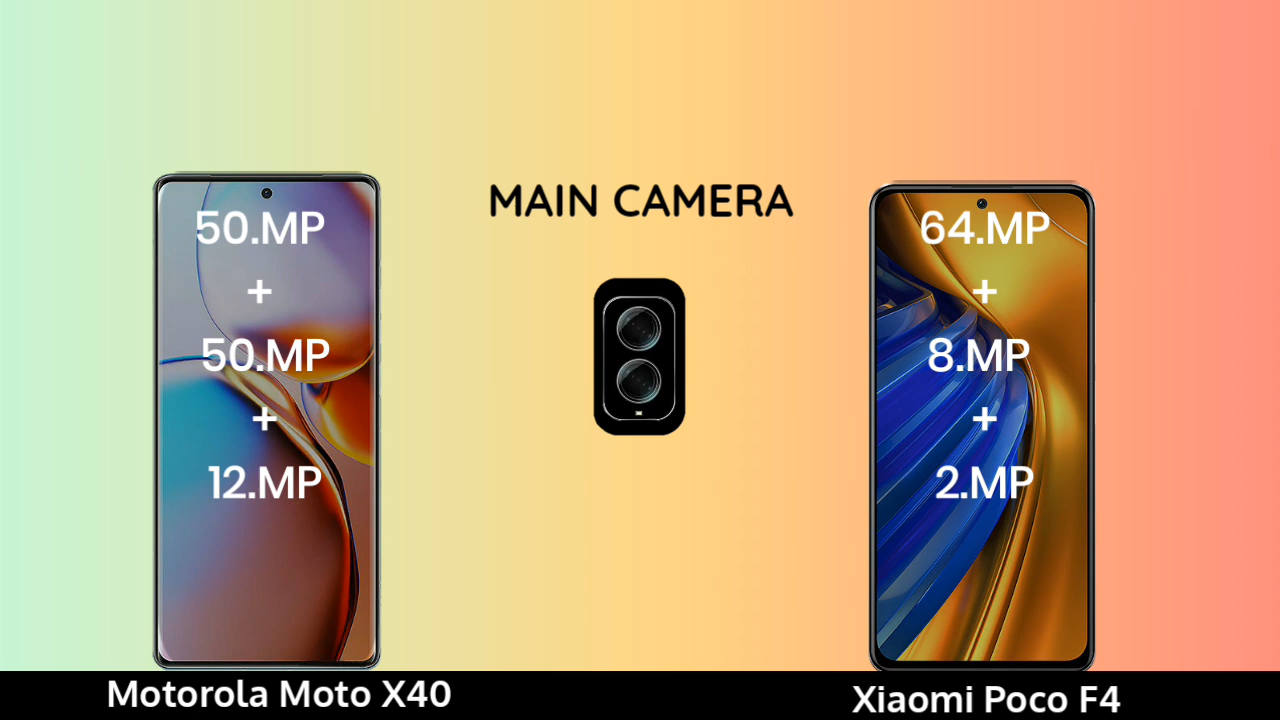 MAIN CAMERA
50.MP
+
50.MP
+
12.MP
64.MP
+
8.MP
+
2.MP
Motorola Moto X40
Xiaomi Poco F4